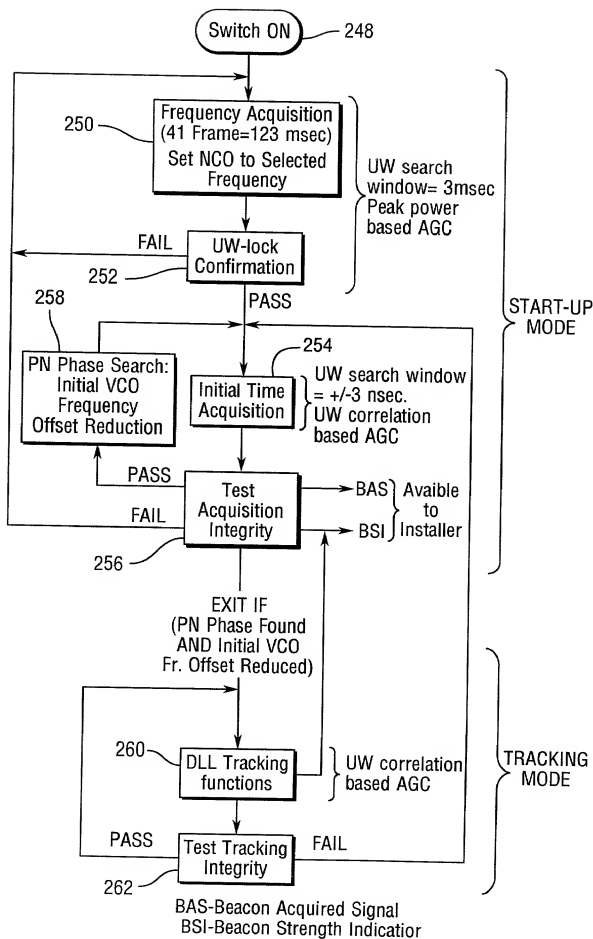 Switch ON
248
250
Frequency Acquisition
(41 Frame=123 msec)
Set NCO to Selected
Frequency
UW search
window= 3msec
Peak power
based AGC
FAIL
UW-lock
Confirmation
252
PASS
START-UP
MODE
258
PN Phase Search:
Initial VCO
Frequency
Offset Reduction
254
Initial Time
Acquisition
UW search window
= +/-3 nsec.
UW correlation
based AGC
PASS
FAIL
Test
Acquisition
Integrity
256
BAS
BSI
Avaible
to
Installer
EXIT IF
(PN Phase Found
AND Initial VCO
Fr. Offset Reduced)
260
DLL Tracking
functions
UW correlation
based AGC
TRACKING
MODE
PASS
Test Tracking
Integrity
FAIL
262
BAS-Beacon Acquired Signal
BSI-Beacon Strength Indicatior